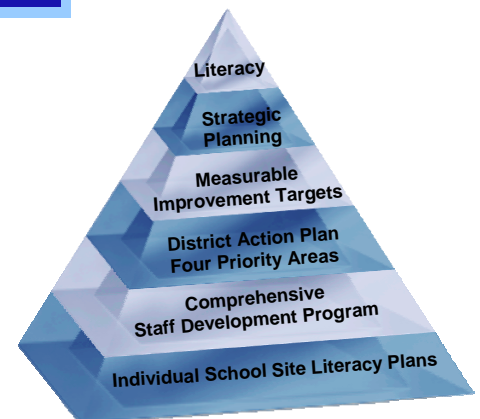 Literacy
Strategic
Planning
Measurable
Improvement Targets
District Action Plan
Four Priority Areas
Comprehensive
Staff Development Program
Individual School Site Literacy Plans